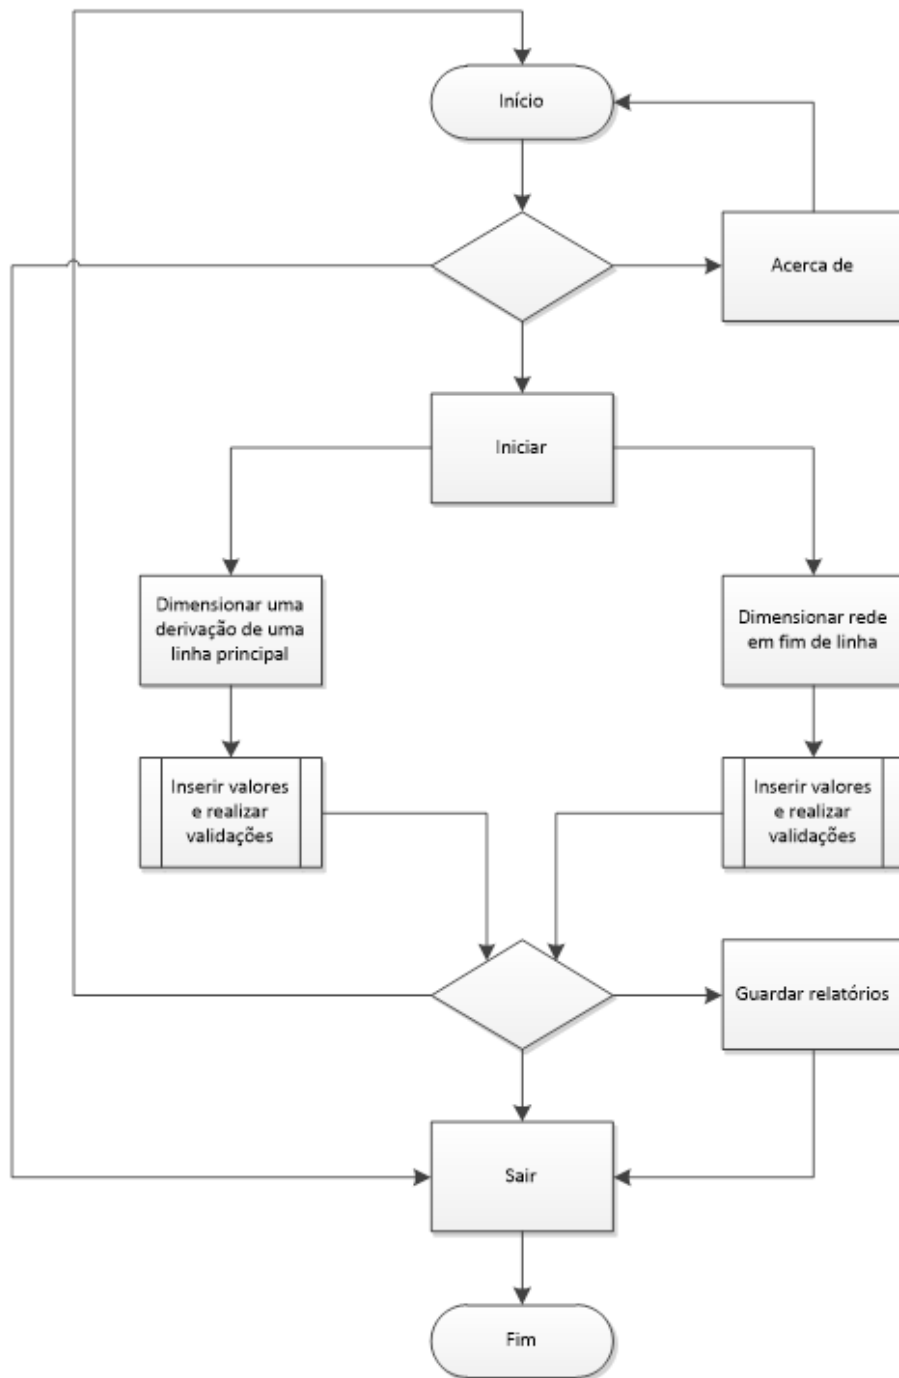 Início
Acerca de
Iniciar
Dimensionar uma
derivação de uma
linha principal
Dimensionar rede
em fim de linha
Inserir valores
e realizar
validações
Inserir valores
e realizar
validações
Guardar relatórios
Sair
Fim